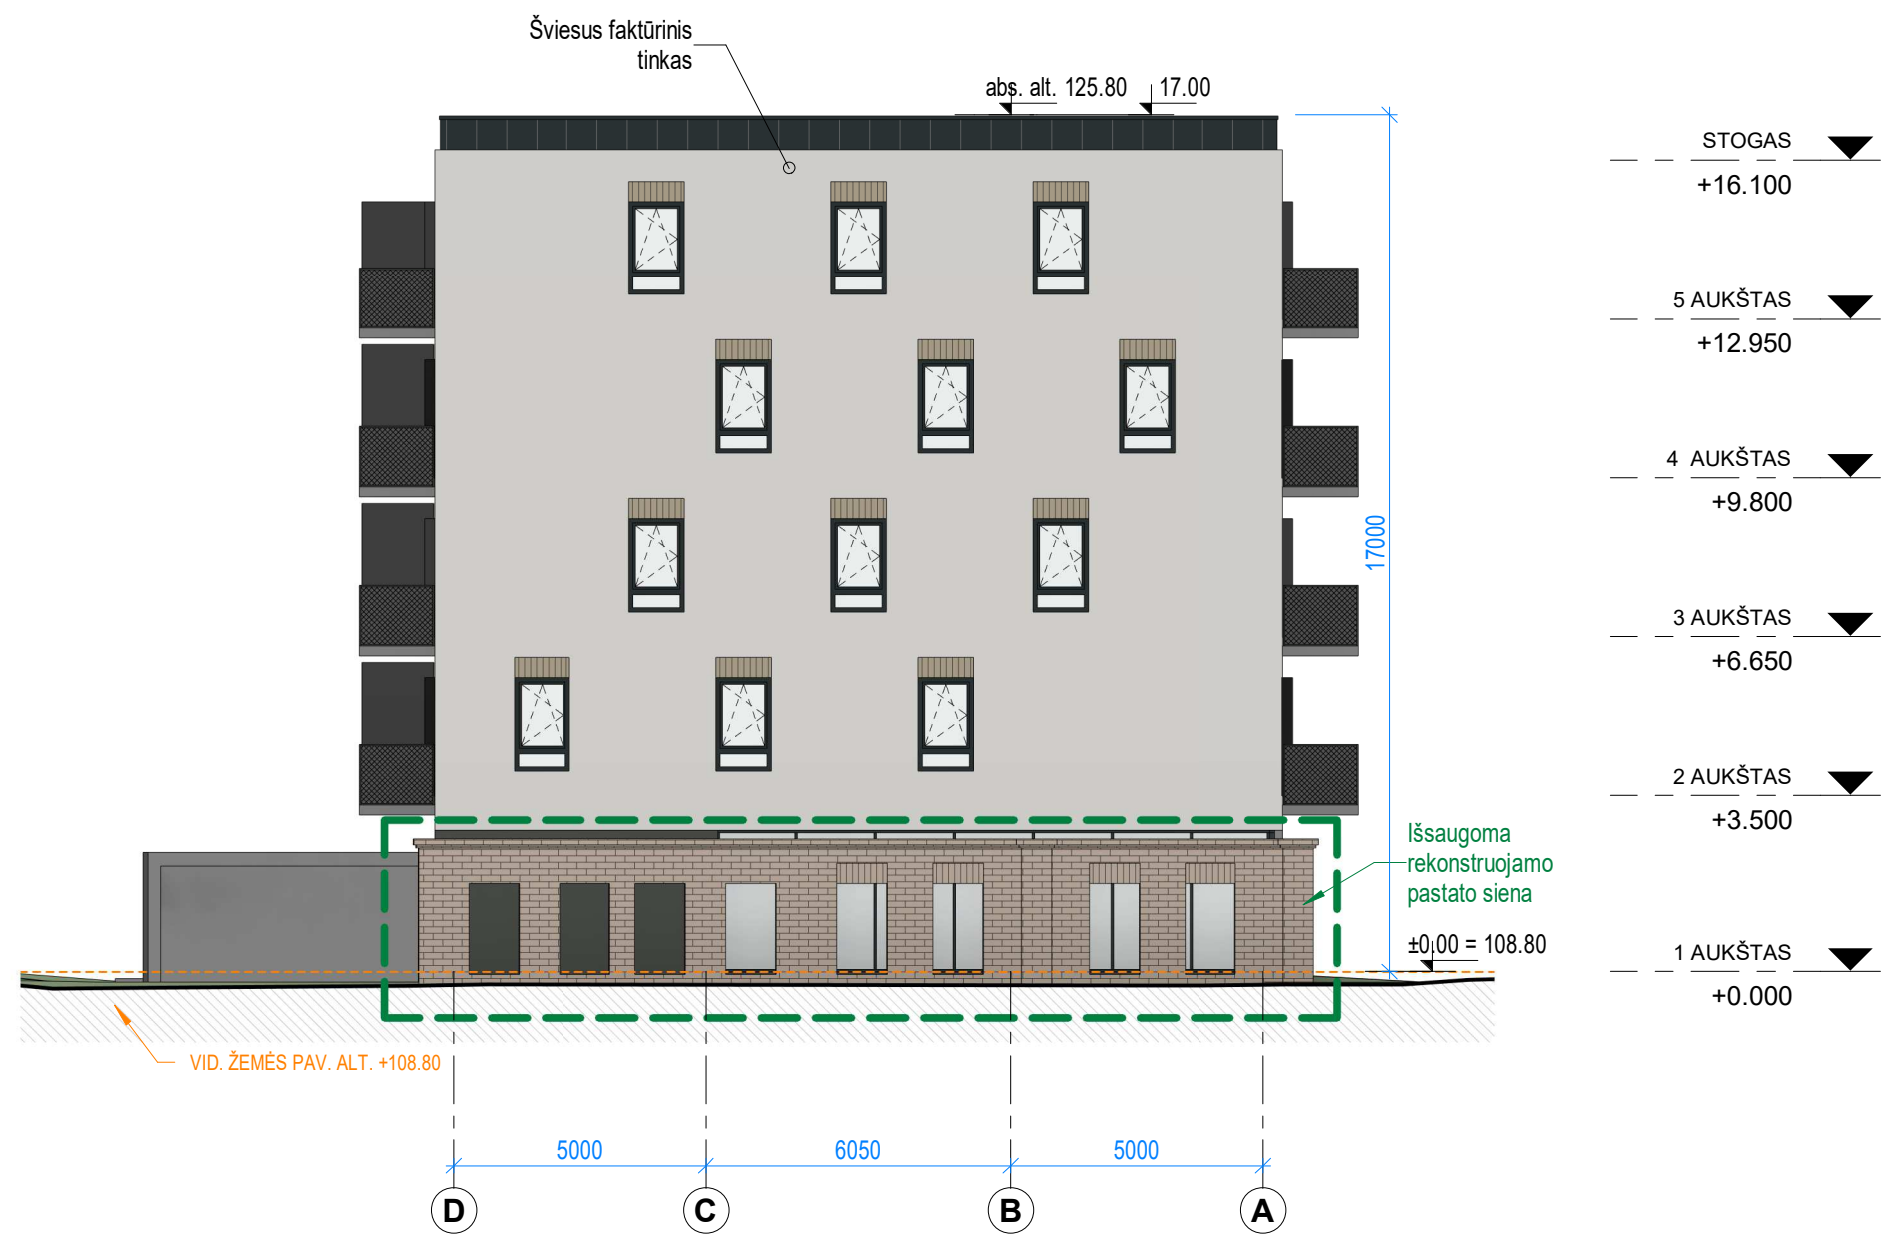 Šviesus faktūrinis
tinkas
abs. alt. 125.80
17.00
STOGAS
+16.100
5 AUKŠTAS
+12.950
4 AUKŠTAS
+9.800
17000
3 AUKŠTAS
+6.650
2 AUKŠTAS
+3.500
Išsaugoma
rekonstruojamo
pastato siena
±0.00 = 108.80
1 AUKŠTAS
+0.000
VID. ŽEMĖS PAV. ALT. +108.80
5000
6050
5000
D
C
B
A